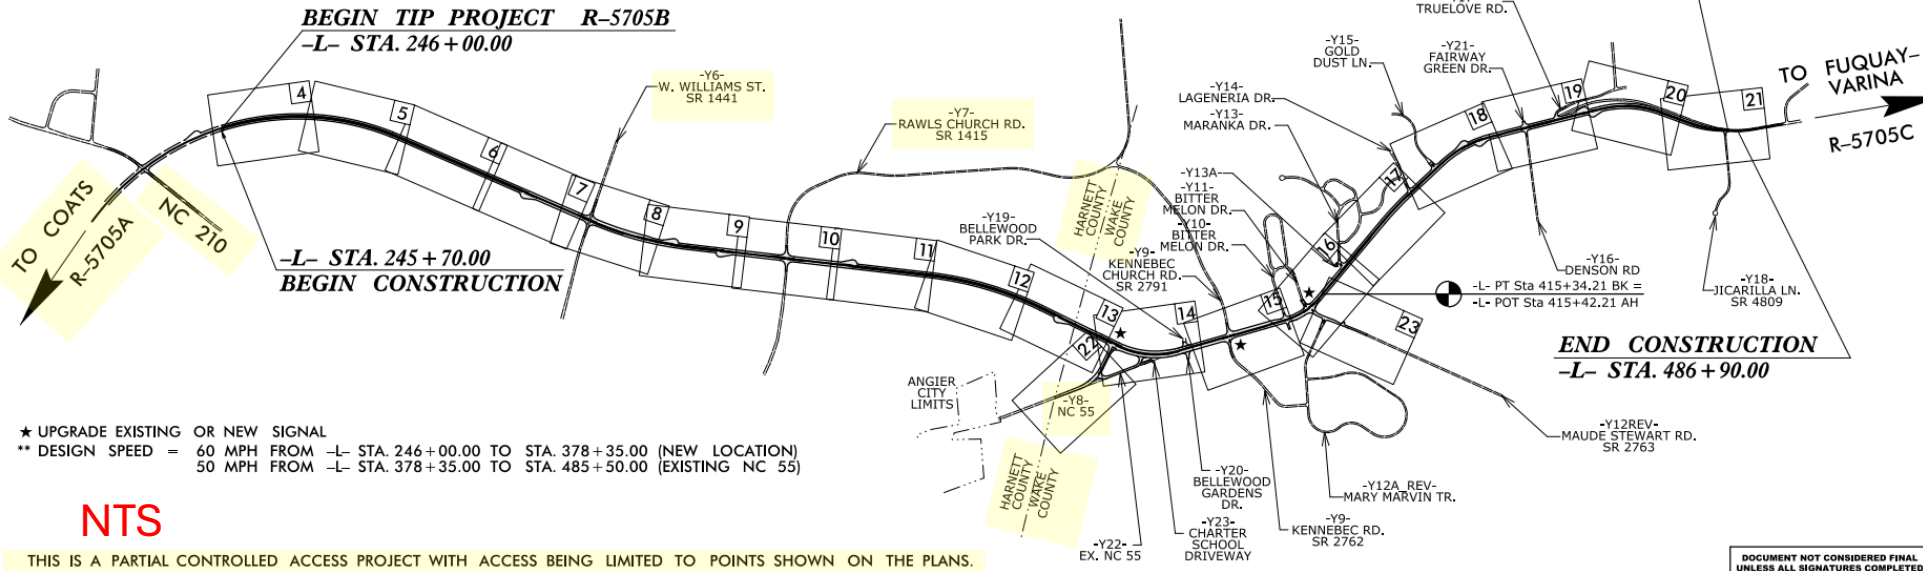 BEGIN TIP PROJECT R-5705B
-L- STA. 246+00.00
-Y6-
W. WILLIAMS ST.
SR 1441
-Y7-
RAWLS CHURCH RD.
SR 1415
TRUELOVE RD.
-Y15-
GOLD
DUST LN.
-Y21-
FAIRWAY
GREEN DR.
-Y14-
LAGENERIA DR.
-Y13-
MARANKA DR.
TO FUQUAY-
VARINA
R-5705C
4
5
6
7
8
9
10
11
12
13
14
15
16
17
18
19
20
21
22
23
TO COATS
R-5705A
NC 210
-L- STA. 245+70.00
BEGIN CONSTRUCTION
HARNETT
COUNTY
WAKE
COUNTY
-Y19-
BELLEWOOD
PARK DR.
-Y13A-
-Y11-
BITTER
MELON DR.
-Y10-
BITTER
MELON DR.
-Y9-
KENNEBEC
CHURCH RD.
SR 2791
-Y16-
DENSON RD
-L- PT Sta 415+34.21 BK =
-L- POT Sta 415+42.21 AH
-Y18-
JICARILLA LN.
SR 4809
END CONSTRUCTION
-L- STA. 486+90.00
ANGIER
CITY
LIMITS
-Y8-
NC 55
★ UPGRADE EXISTING OR NEW SIGNAL
** DESIGN SPEED = 60 MPH FROM -L- STA. 246+00.00 TO STA. 378+35.00 (NEW LOCATION)
50 MPH FROM -L- STA. 378+35.00 TO STA. 485+50.00 (EXISTING NC 55)
HARNETT
COUNTY
WAKE
COUNTY
-Y12REV-
MAUDE STEWART RD.
SR 2763
-Y20-
BELLEWOOD
GARDENS
DR.
-Y12A_REV-
MARY MARVIN TR.
-Y9-
KENNEBEC RD.
SR 2762
-Y23-
CHARTER
SCHOOL
DRIVEWAY
-Y22-
EX. NC 55
NTS
THIS IS A PARTIAL CONTROLLED ACCESS PROJECT WITH ACCESS BEING LIMITED TO POINTS SHOWN ON THE PLANS.
DOCUMENT NOT CONSIDERED FINAL
UNLESS ALL SIGNATURES COMPLETED